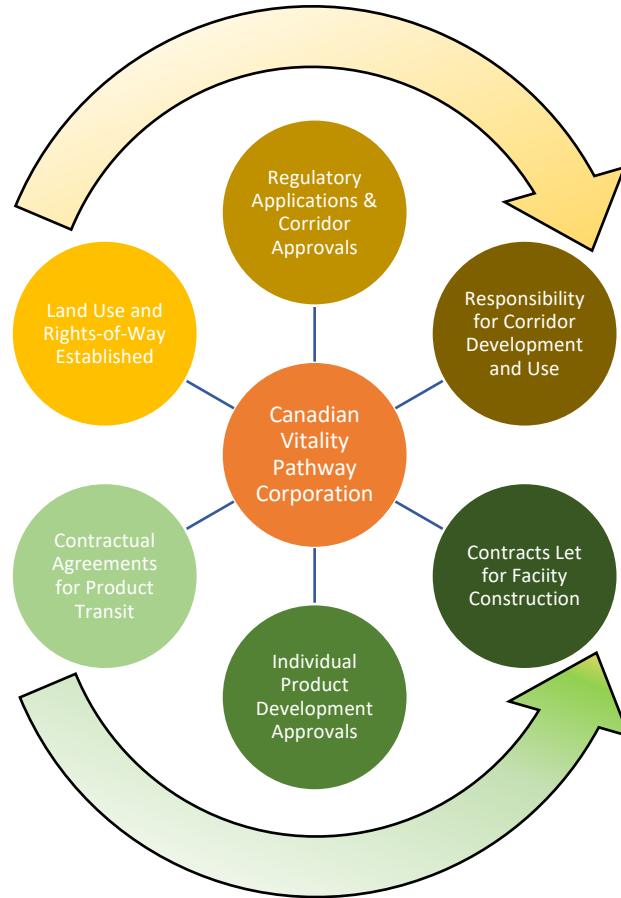 Regulatory
Applications &
Corridor
Approvals
Land Use and
Rights-of-Way
Established
Responsibility
for Corridor
Development
and Use
Canadian
Vitality
Pathway
Corporation
Contractual
Agreements
for Product
Transit
Contracts Let
for Faciity
Construction
Individual
Product
Development
Approvals